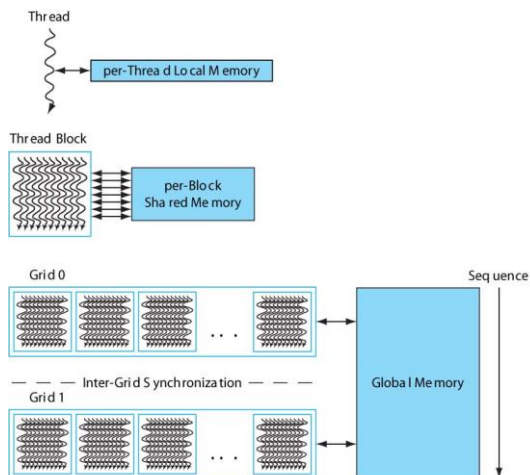 Thread
per-Thread Local Memory
Thread Block
per-Block
Shared Memory
Grid 0
Sequence
. . .
Global Memory
Inter-Grid Synchronization
Grid 1
. . .